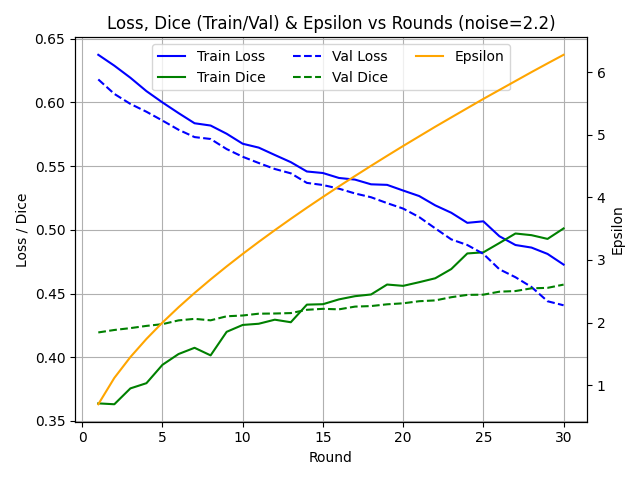 Loss, Dice (Train/Val) & Epsilon vs Rounds (noise=2.2)
Train Loss
Train Dice
Val Loss
Val Dice
Epsilon
Loss / Dice
0.65
0.60
0.55
0.50
0.45
0.40
0.35
Epsilon
6
5
4
3
2
1
0 5 10 15 20 25 30
Round